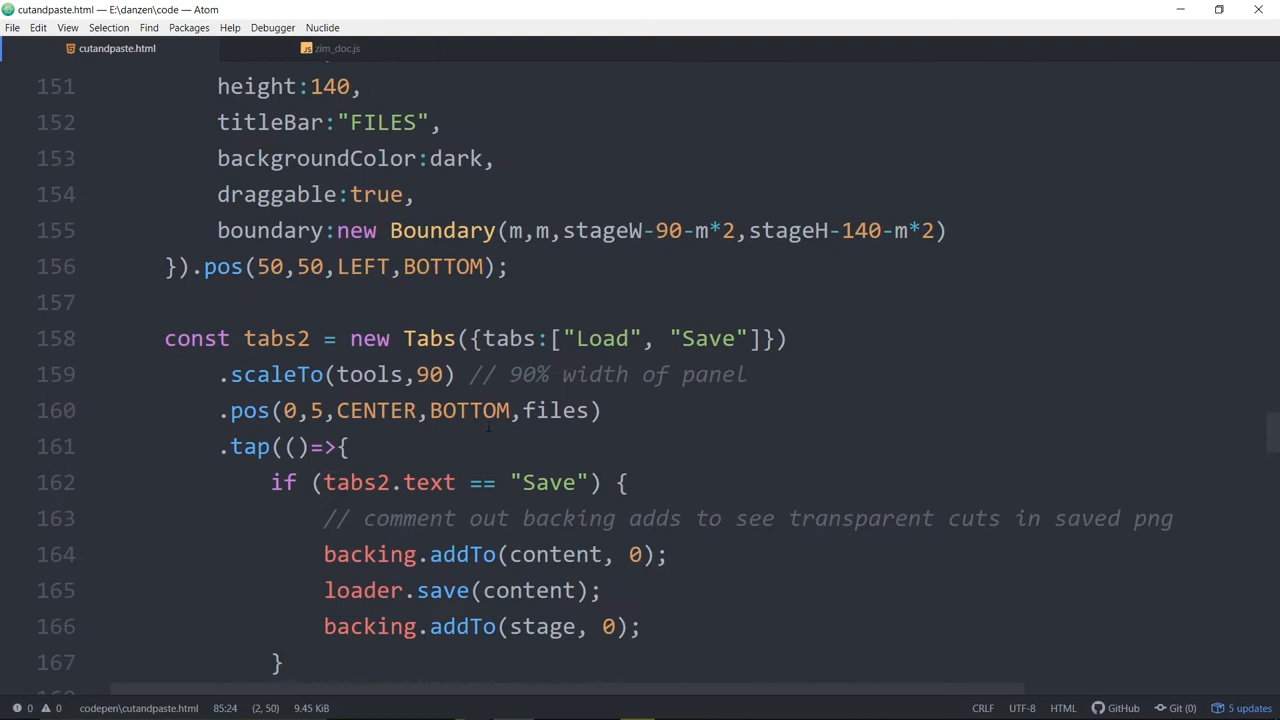 cutandpaste.html — E:\danzen\code — Atom
File Edit View Selection Find Packages Help Debugger Nuclide
cutandpaste.html zim_doc.js
151 height:140,
152 titleBar:"FILES",
153 backgroundColor:dark,
154 draggable:true,
155 boundary:new Boundary(m,m,stageW-90-m*2,stageH-140-m*2)
156 }).pos(50,50,LEFT,BOTTOM);
157
158 const tabs2 = new Tabs({tabs:["Load", "Save"]})
159 .scaleTo(tools,90) // 90% width of panel
160 .pos(0,5,CENTER,BOTTOM,files)
161 .tap(()=>{
162 if (tabs2.text == "Save") {
163 // comment out backing adds to see transparent cuts in saved png
164 backing.addTo(content, 0);
165 loader.save(content);
166 backing.addTo(stage, 0);
167 }
0 0 codepen\cutandpaste.html 85:24 (2, 50) 9.45 KiB CRLF UTF-8 HTML GitHub Git (0) 5 updates